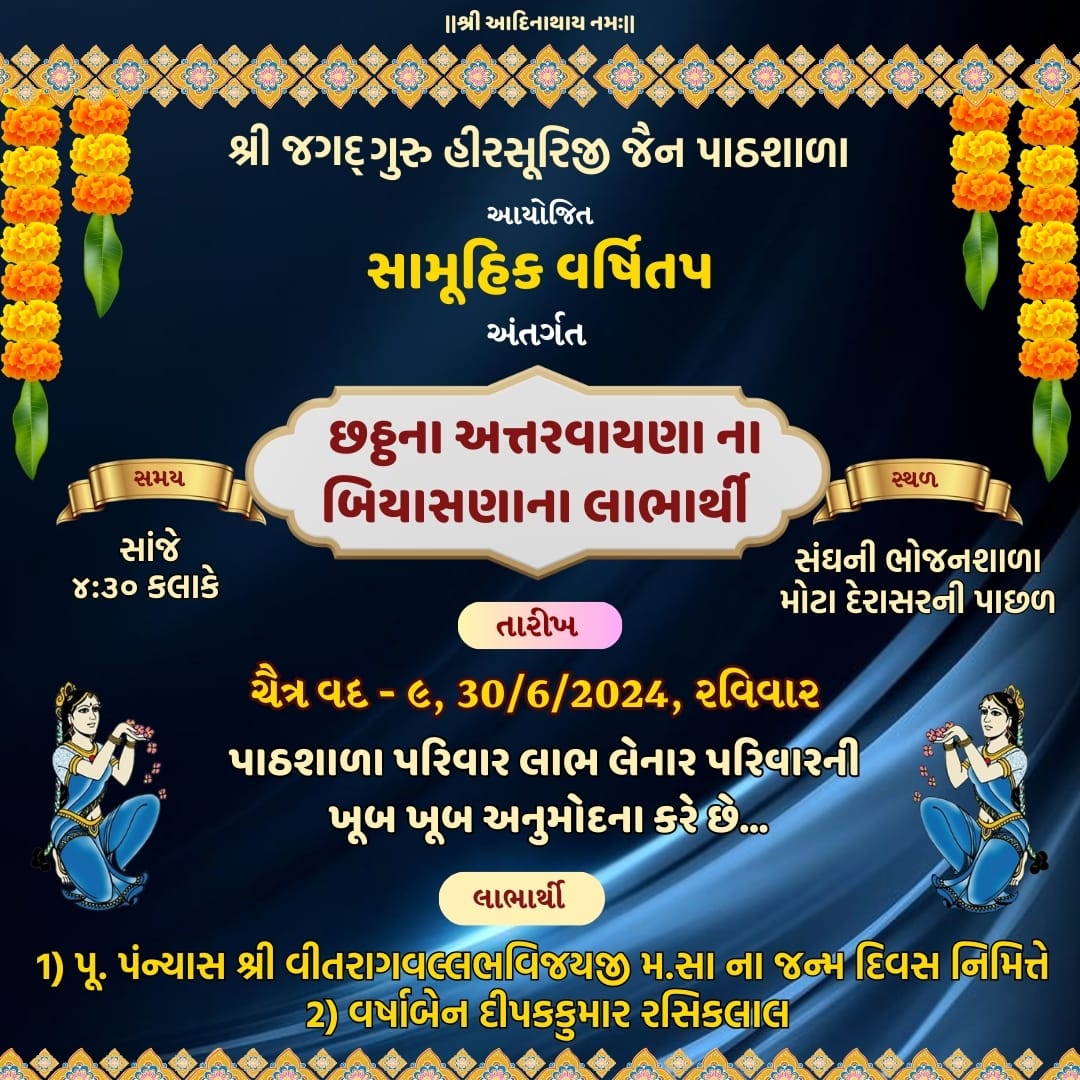 ||શ્રી આદિનાથાય નમઃ||
શ્રી જગદ્ગુરુ હીરસૂરિજી જૈન પાઠશાળા
આયોજિત
સામૂહિક વર્ષિતપ
અંતર્ગત
છઠ્ઠના અત્તરવાયણા ના
બિયાસણાના લાભાર્થી
સમય
સાંજે
૪:૩૦ કલાકે
સ્થળ
સંઘની ભોજનશાળા
મોટા દેરાસરની પાછળ
તારીખ
ચૈત્ર વદ - ૯, 30/6/2024, રવિવાર
પાઠશાળા પરિવાર લાભ લેનાર પરિવારની
ખૂબ ખૂબ અનુમોદના કરે છે...
લાભાર્થી
1) પૂ. પંન્યાસ શ્રી વીતરાગવલ્લભવિજયજી મ.સા ના જન્મ દિવસ નિમિત્તે
2) વર્ષાબેન દીપકકુમાર રસિકલાલ